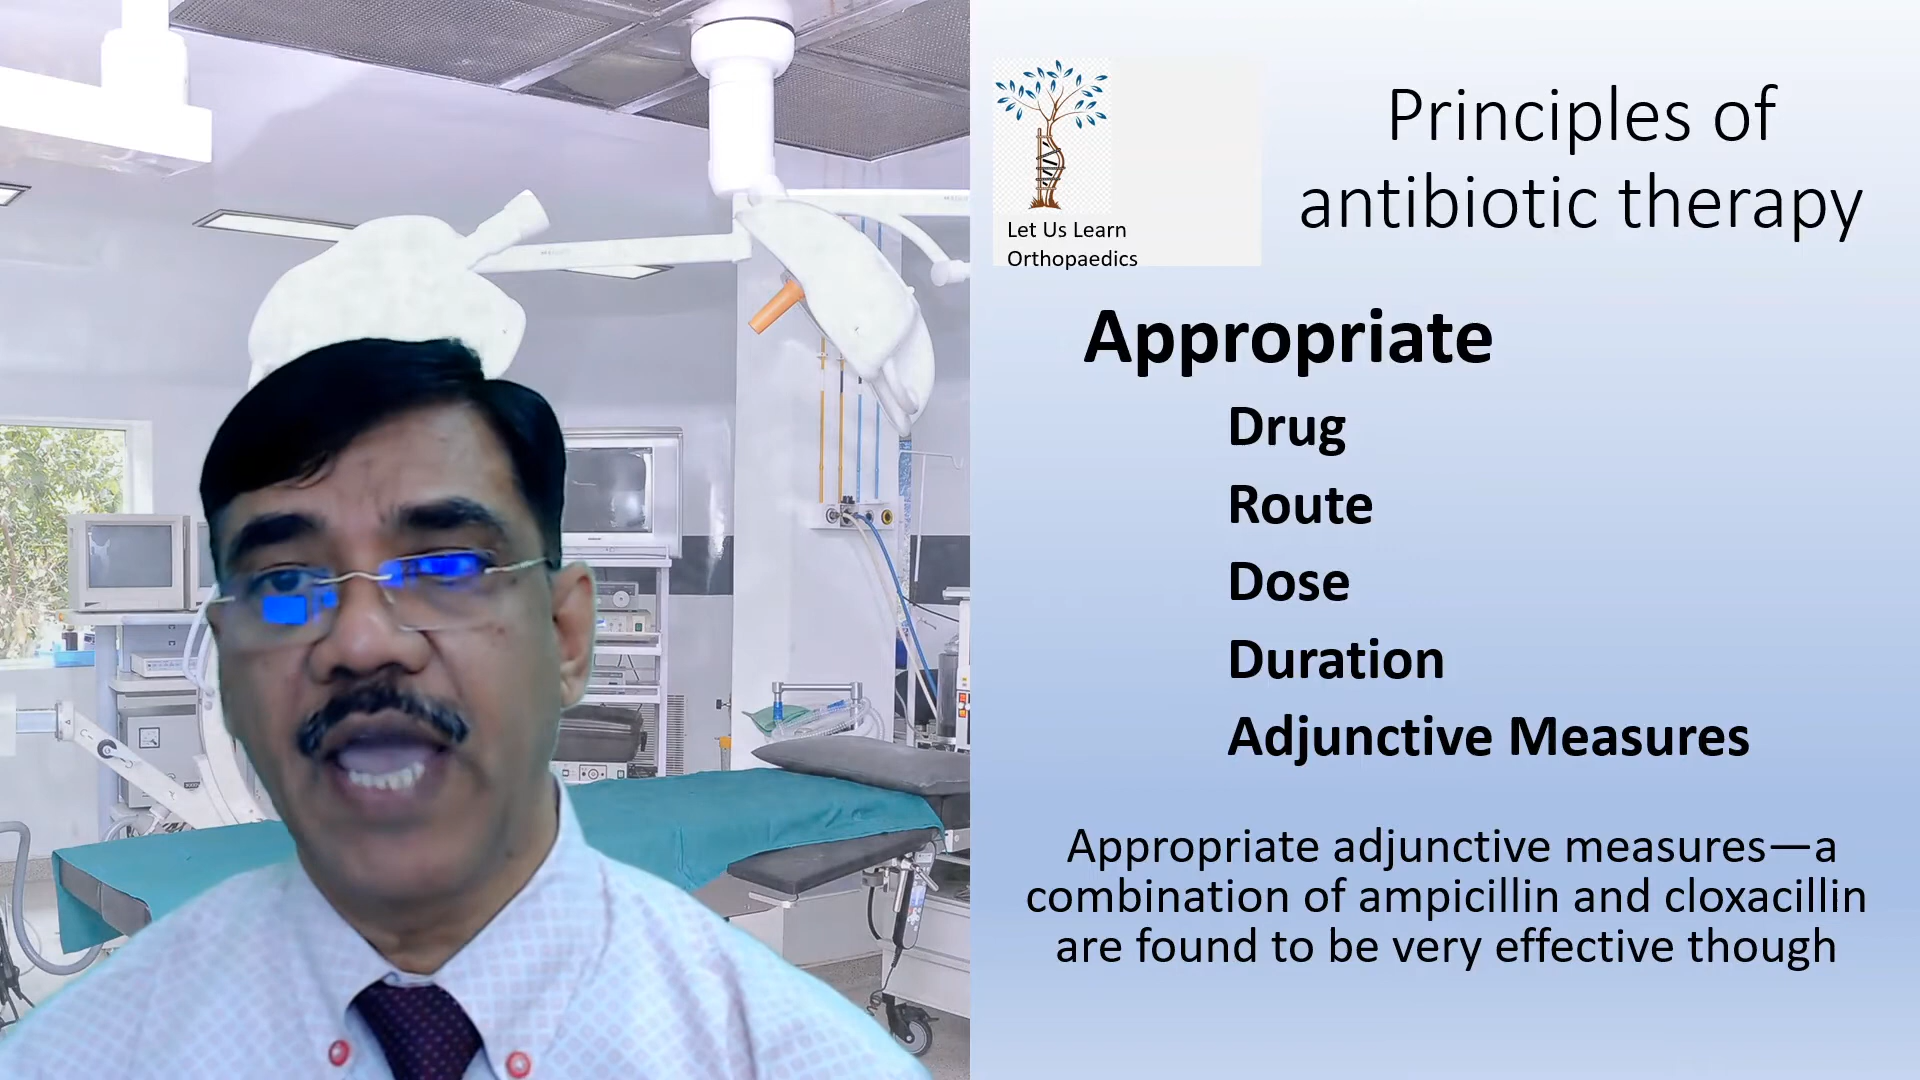 Let Us Learn
Orthopaedics
Principles of
antibiotic therapy
Appropriate
Drug
Route
Dose
Duration
Adjunctive Measures
Appropriate adjunctive measures—a
combination of ampicillin and cloxacillin
are found to be very effective though